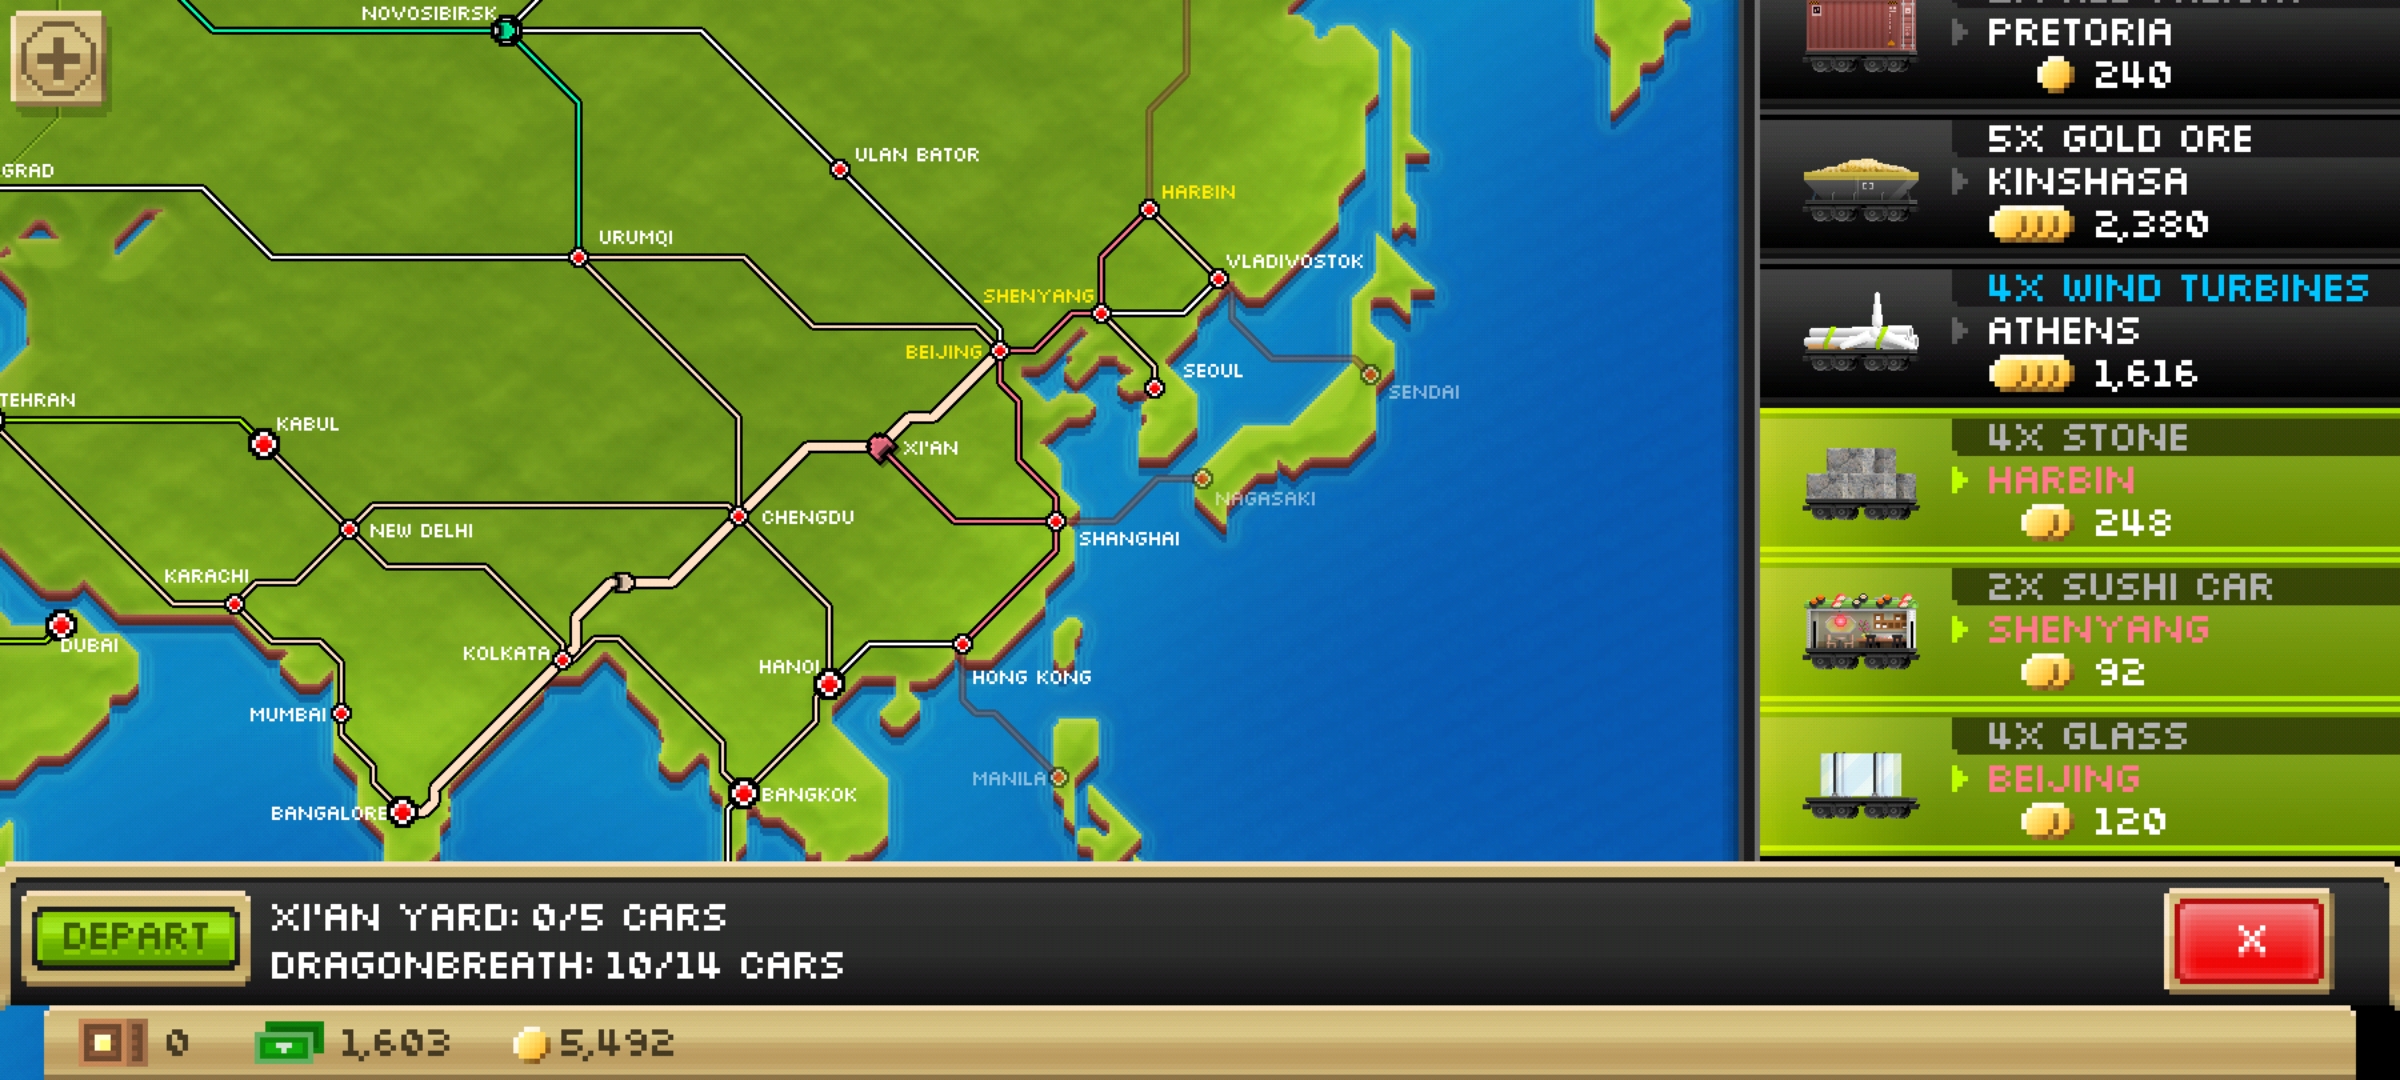 NOVOSIBIRSK
ULAN BATOR
GRAD
HARBIN
URUMQI
VLADIVOSTOK
SHENYANG
BEIJING
SEOUL
SENDAI
TEHRAN
KABUL
XI'AN
NAGASAKI
CHENGDU
NEW DELHI
SHANGHAI
KARACHI
DUBAI
KOLKATA
HANOI
HONG KONG
MUMBAI
MANILA
BANGKOK
BANGALORE
PRETORIA
240
5X GOLD ORE
KINSHASA
2,380
4X WIND TURBINES
ATHENS
1,616
4X STONE
HARBIN
248
2X SUSHI CAR
SHENYANG
92
4X GLASS
BEIJING
120
DEPART
XI'AN YARD: 0/5 CARS
DRAGONBREATH: 10/14 CARS
X
0
1,603
5,492